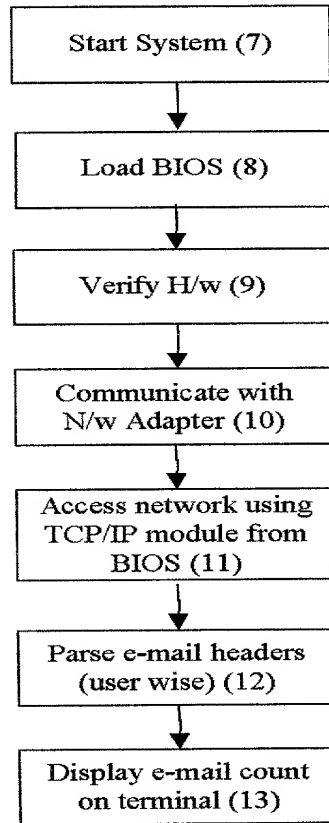 Start System (7)
Load BIOS (8)
Verify H/w (9)
Communicate with
N/w Adapter (10)
Access network using
TCP/IP module from
BIOS (11)
Parse e-mail headers
(user wise) (12)
Display e-mail count
on terminal (13)